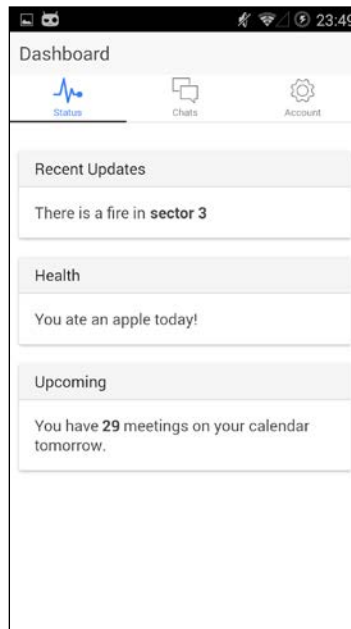 23:49
Dashboard
Status Chats Account
Recent Updates
There is a fire in sector 3
Health
You ate an apple today!
Upcoming
You have 29 meetings on your calendar
tomorrow.